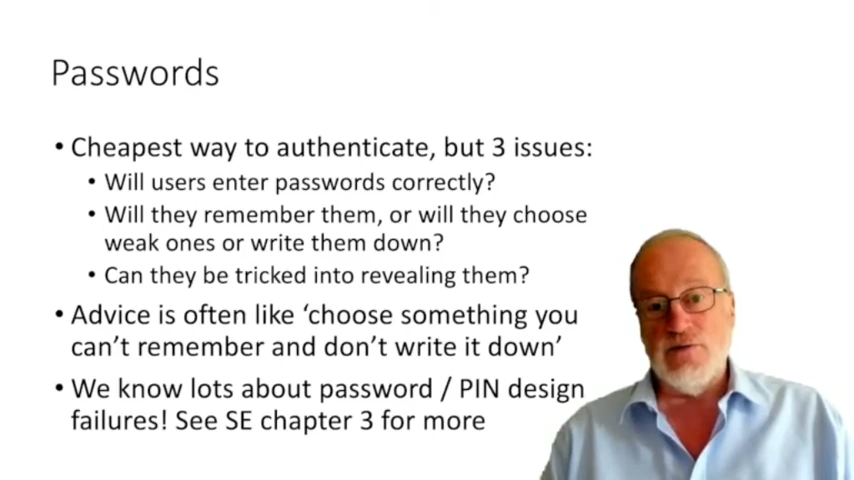 Passwords
• Cheapest way to authenticate, but 3 issues:
• Will users enter passwords correctly?
• Will they remember them, or will they choose
weak ones or write them down?
• Can they be tricked into revealing them?
• Advice is often like ‘choose something you
can’t remember and don’t write it down’
• We know lots about password / PIN design
failures! See SE chapter 3 for more